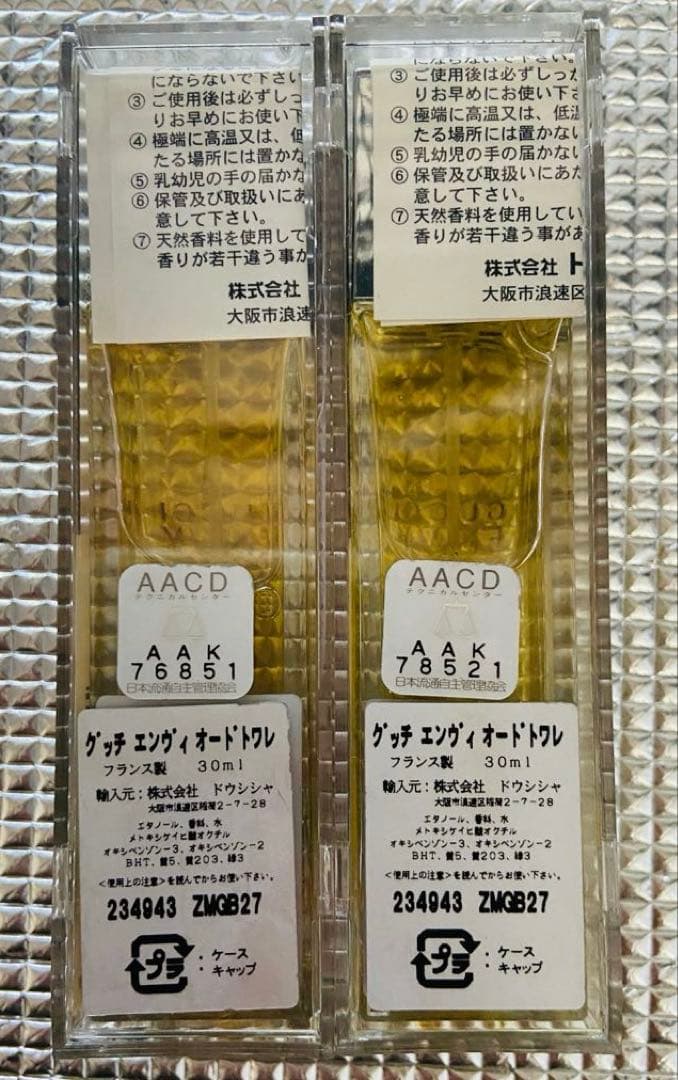 にならないで下さい
③ ご使用後は必ずしっ
りお早めにお使い下
④ 極端に高温又は、低
たる場所には置かな
⑤ 乳幼児の手の届かな
⑥ 保管及び取扱いにあ
意して下さい。
⑦ 天然香料を使用して
香りが若干違う事が
株式会社
大阪市浪速
AACD
テクニカルセンター
AAK
76851
日本流通自主管理協会
グッチ エンヴィ オードトワレ
フランス製 30ml
輸入元:株式会社 ドウシシャ
大阪市浪速区稲荷2-7-28
エタノール、香料、水
メトキシケイヒ酸オクチル
オキシベンゾン-3、オキシベンゾン-2
BHT、黄5、黄203、緑3
<使用上の注意>を読んでからお使い下さい。
234943 ZMGB27
プラ
:ケース
:キャップ
にならないで下さい。
③ ご使用後は必ずしっか
りお早めにお使い下さ
④ 極端に高温又は、低温
たる場所には置かない
⑤ 乳幼児の手の届かない
⑥ 保管及び取扱いにあた
意して下さい。
⑦ 天然香料を使用してい
香りが若干違う事があ
株式会社 ド
大阪市浪速区
GUCCI
AACD
テクニカルセンター
AAK
78521
日本流通自主管理協会
グッチ エンヴィ オードトワレ
フランス製 30ml
輸入元:株式会社 ドウシシャ
大阪市浪速区稲荷2-7-28
エタノール、香料、水
メトキシケイヒ酸オクチル
オキシベンゾン-3、オキシベンゾン-2
BHT、黄5、黄203、緑3
<使用上の注意>を読んでからお使い下さい。
234943 ZMGB27
プラ
:ケース
:キャップ